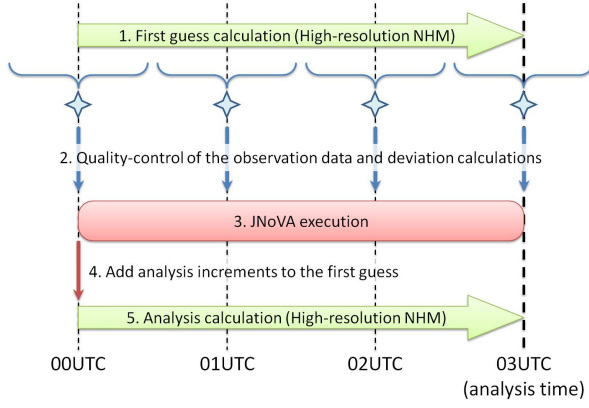 1. First guess calculation (High-resolution NHM)
2. Quality-control of the observation data and deviation calculations
3. JNoVA execution
4. Add analysis increments to the first guess
5. Analysis calculation (High-resolution NHM)
00UTC 01UTC 02UTC 03UTC
(analysis time)